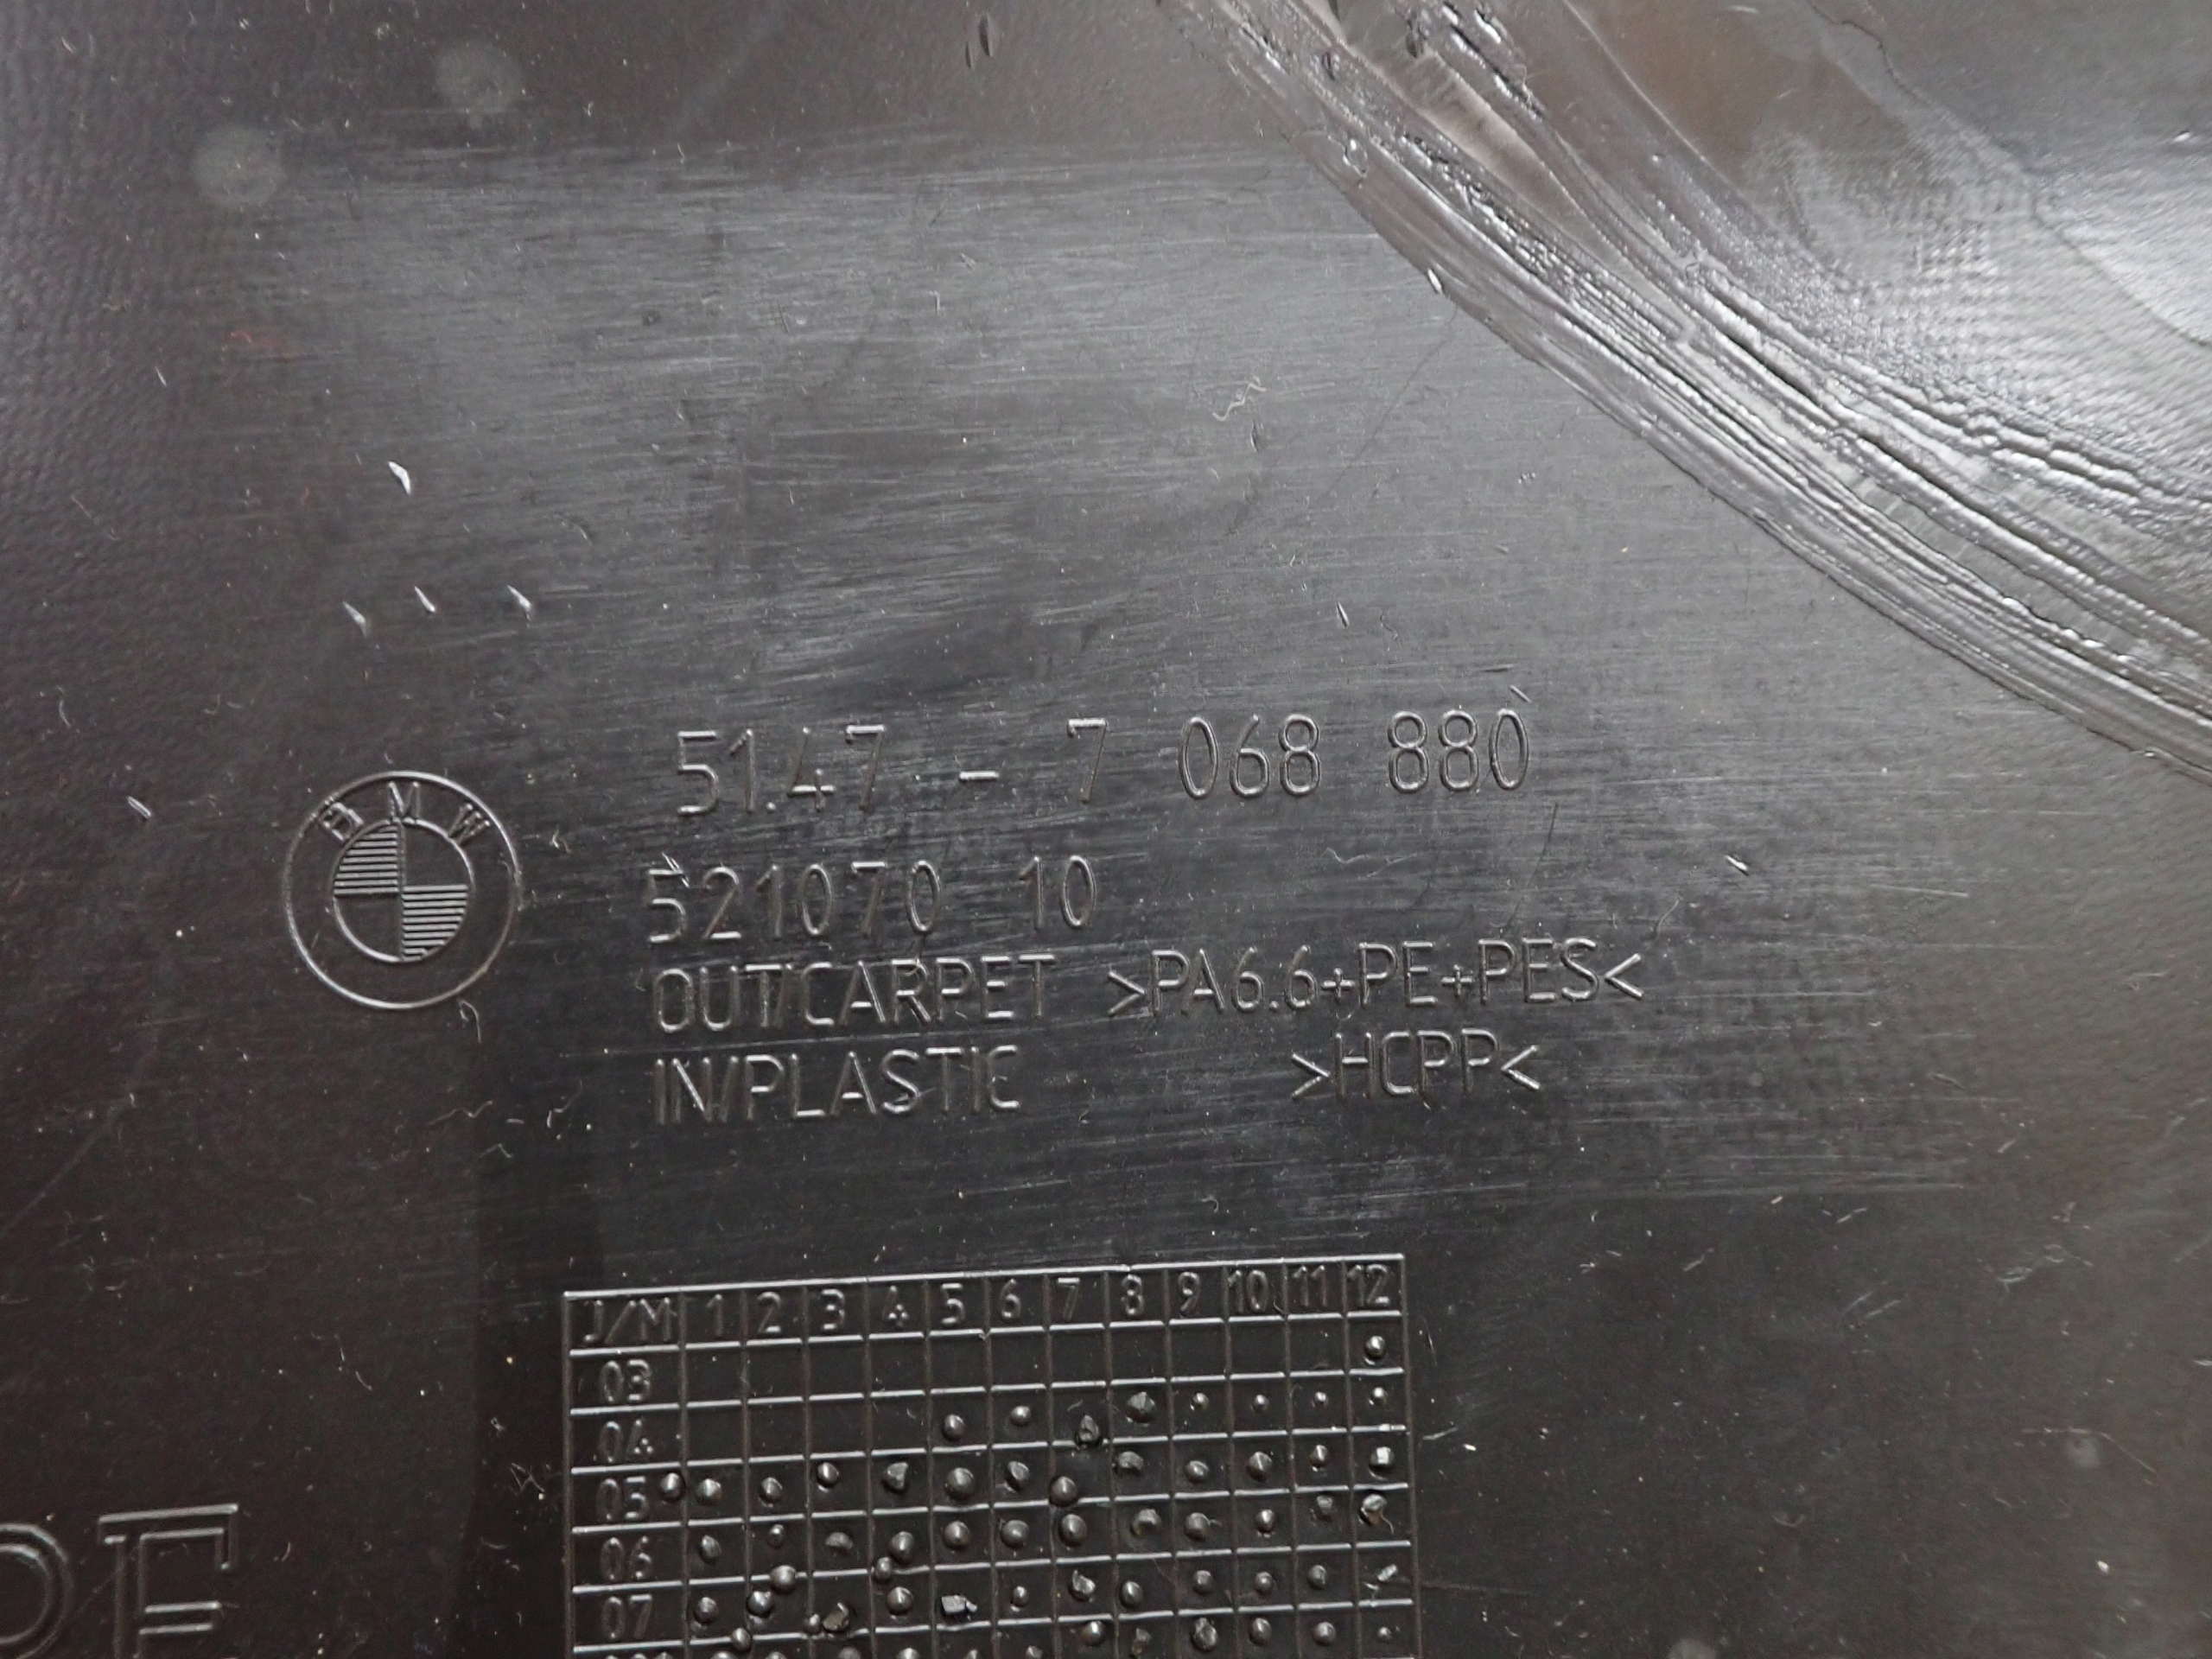 51.47 - 7 068 880
BMW
521070 10
OUT/CARPET >PA6.6+PE+PES<
IN/PLASTIC >HCPP<
J/M 1 2 3 4 5 6 7 8 9 10 11 12
03
04
05
06
07